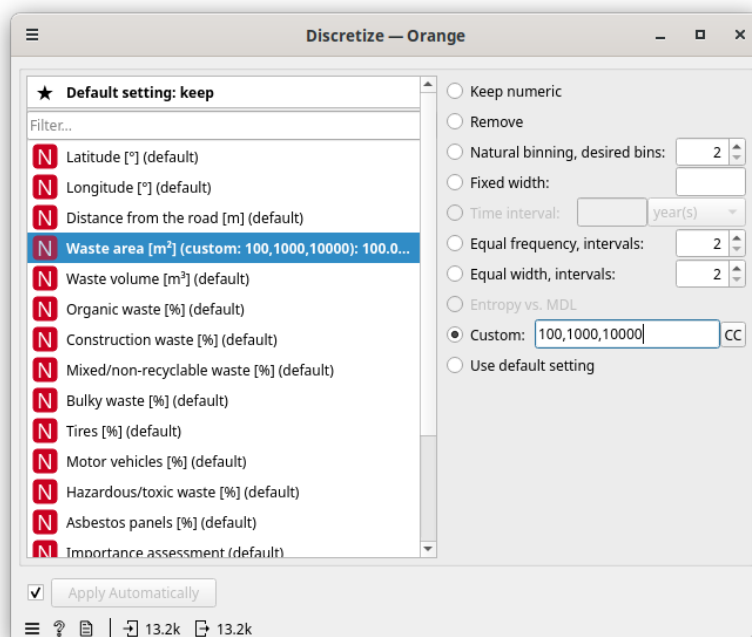 Discretize — Orange
Default setting: keep
Filter...
N Latitude [°] (default)
N Longitude [°] (default)
N Distance from the road [m] (default)
N Waste area [m²] (custom: 100,1000,10000): 100.0...
N Waste volume [m³] (default)
N Organic waste [%] (default)
N Construction waste [%] (default)
N Mixed/non-recyclable waste [%] (default)
N Bulky waste [%] (default)
N Tires [%] (default)
N Motor vehicles [%] (default)
N Hazardous/toxic waste [%] (default)
N Asbestos panels [%] (default)
N Importance assessment (default)
Keep numeric
Remove
Natural binning, desired bins: 2
Fixed width:
Time interval: year(s)
Equal frequency, intervals: 2
Equal width, intervals: 2
Entropy vs. MDL
Custom: 100,1000,10000 CC
Use default setting
Apply Automatically
? 13.2k 13.2k